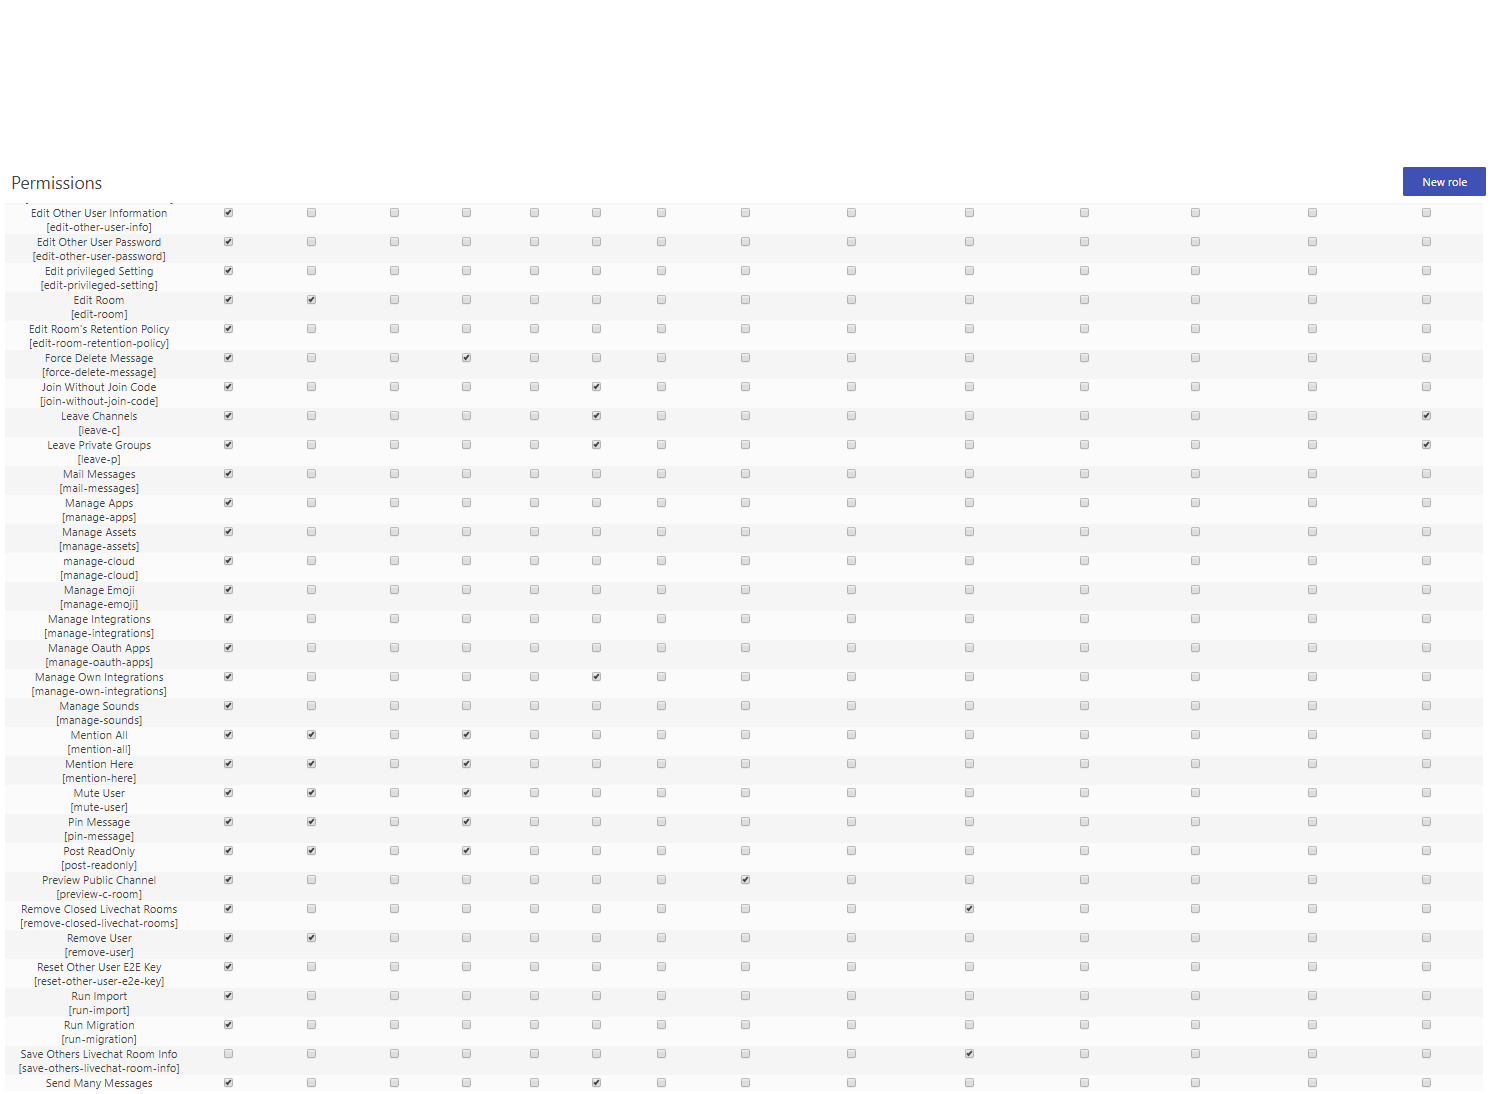 Permissions
New role
Edit Other User Information
[edit-other-user-info]
Edit Other User Password
[edit-other-user-password]
Edit privileged Setting
[edit-privileged-setting]
Edit Room
[edit-room]
Edit Room's Retention Policy
[edit-room-retention-policy]
Force Delete Message
[force-delete-message]
Join Without Join Code
[join-without-join-code]
Leave Channels
[leave-c]
Leave Private Groups
[leave-p]
Mail Messages
[mail-messages]
Manage Apps
[manage-apps]
Manage Assets
[manage-assets]
manage-cloud
[manage-cloud]
Manage Emoji
[manage-emoji]
Manage Integrations
[manage-integrations]
Manage Oauth Apps
[manage-oauth-apps]
Manage Own Integrations
[manage-own-integrations]
Manage Sounds
[manage-sounds]
Mention All
[mention-all]
Mention Here
[mention-here]
Mute User
[mute-user]
Pin Message
[pin-message]
Post ReadOnly
[post-readonly]
Preview Public Channel
[preview-c-room]
Remove Closed Livechat Rooms
[remove-closed-livechat-rooms]
Remove User
[remove-user]
Reset Other User E2E Key
[reset-other-user-e2e-key]
Run Import
[run-import]
Run Migration
[run-migration]
Save Others Livechat Room Info
[save-others-livechat-room-info]
Send Many Messages